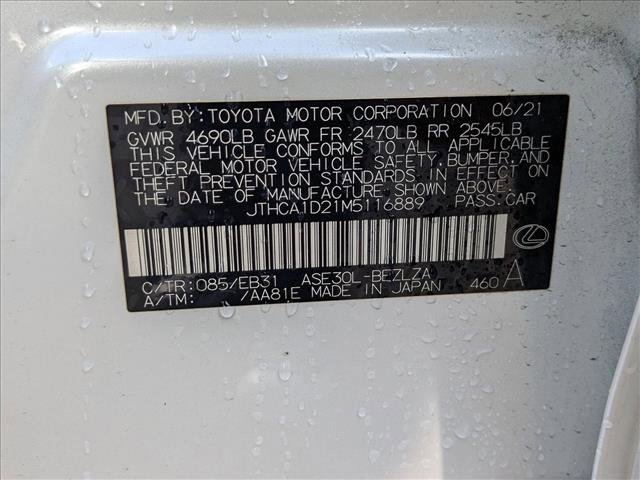 MFD. BY: TOYOTA MOTOR CORPORATION 06/21
GVWR 4690LB GAWR FR 2470LB RR 2545LB
THIS VEHICLE CONFORMS TO ALL APPLICABLE
FEDERAL MOTOR VEHICLE SAFETY, BUMPER, AND
THEFT PREVENTION STANDARDS IN EFFECT ON
THE DATE OF MANUFACTURE SHOWN ABOVE.
JTHCA1D21M5116889 PASS. CAR
C/TR: 085/EB31 ASE30L-BEZLZA
A/TM: /AA81E MADE IN JAPAN 460 A